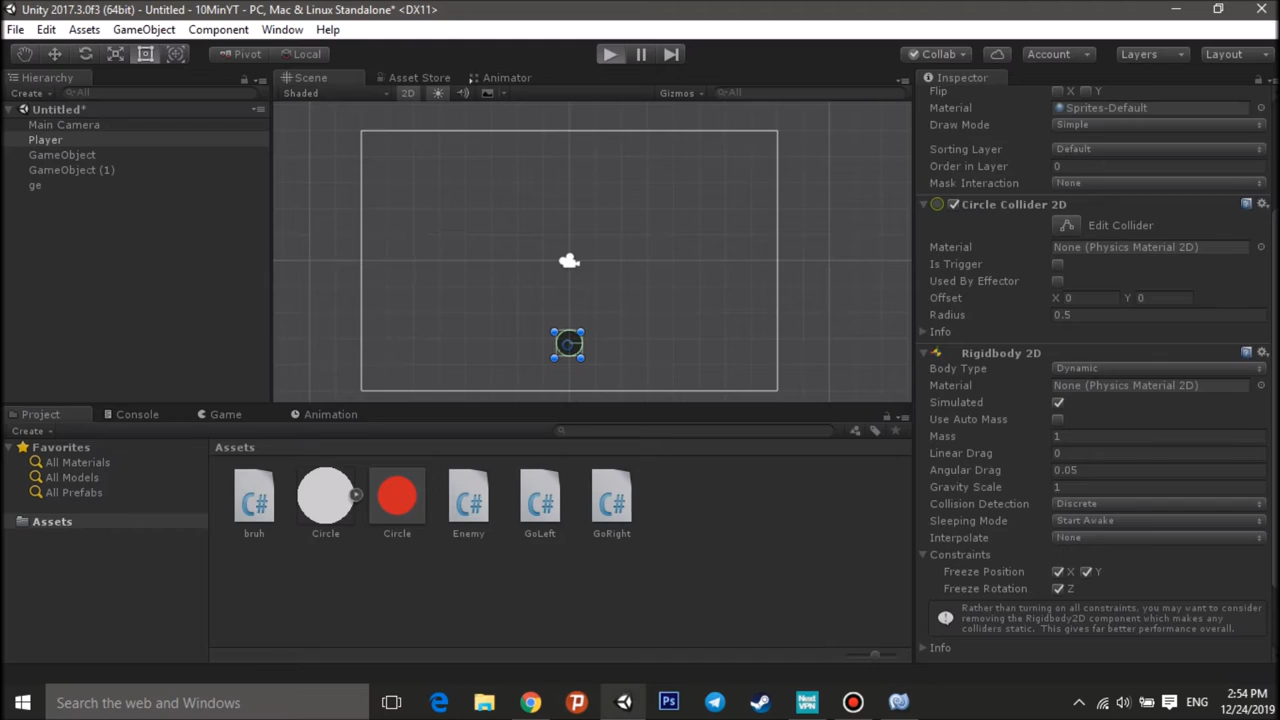 Unity 2017.3.0f3 (64bit) - Untitled - 10MinYT - PC, Mac & Linux Standalone* <DX11>
File Edit Assets GameObject Component Window Help
Pivot Local Collab Account Layers Layout
Hierarchy
Create All
Untitled*
Main Camera
Player
GameObject
GameObject (1)
ge
Scene Asset Store Animator
Shaded 2D Gizmos All
Inspector
Flip X Y
Material Sprites-Default
Draw Mode Simple
Sorting Layer Default
Order in Layer 0
Mask Interaction None
Circle Collider 2D
Edit Collider
Material None (Physics Material 2D)
Is Trigger
Used By Effector
Offset X 0 Y 0
Radius 0.5
Info
Rigidbody 2D
Body Type Dynamic
Material None (Physics Material 2D)
Simulated
Use Auto Mass
Mass 1
Linear Drag 0
Angular Drag 0.05
Gravity Scale 1
Collision Detection Discrete
Sleeping Mode Start Awake
Interpolate None
Constraints
Freeze Position X Y
Freeze Rotation Z
Rather than turning on all constraints, you may want to consider
removing the Rigidbody2D component which makes any
colliders static. This gives far better performance overall.
Info
Project Console Game Animation
Create
Favorites
All Materials
All Models
All Prefabs
Assets
Assets
C# C# C# C#
bruh Circle Circle Enemy GoLeft GoRight
Search the web and Windows
Ps
Next
VPN
ENG
2:54 PM
12/24/2019